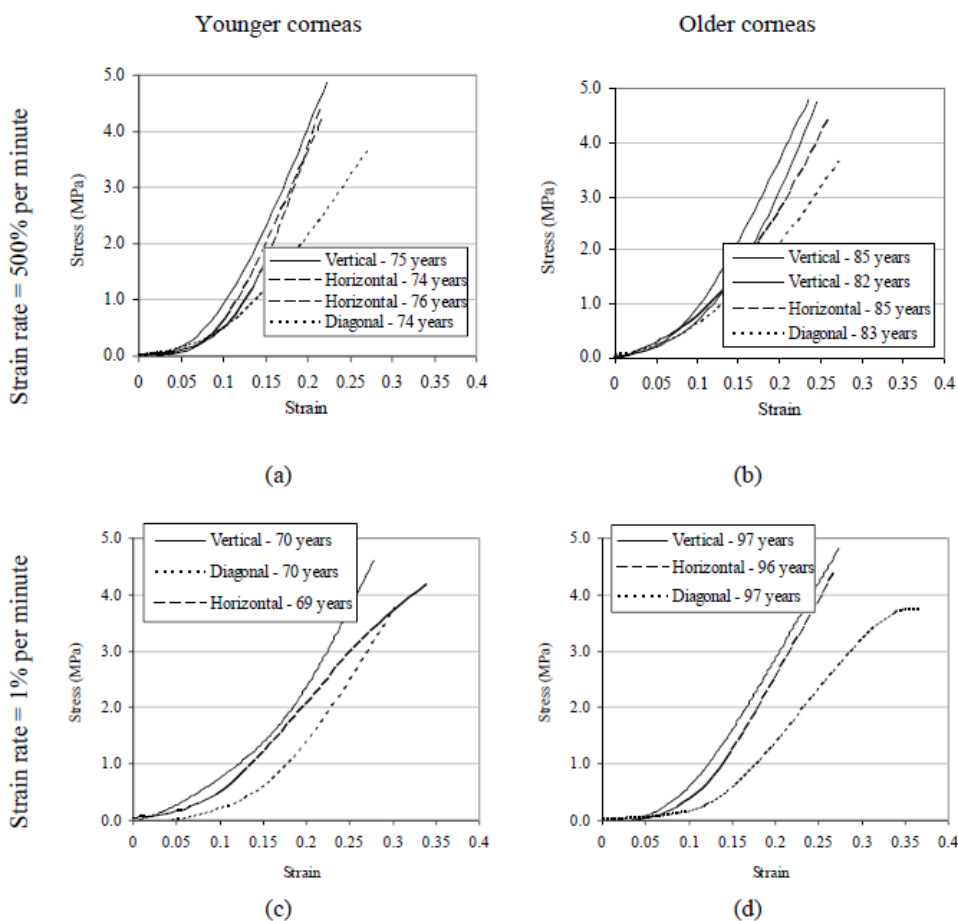 Younger corneas
Older corneas
Strain rate = 500% per minute
Stress (MPa)
5.0
4.0
3.0
2.0
1.0
0.0
Vertical - 75 years
Horizontal - 74 years
Horizontal - 76 years
Diagonal - 74 years
0 0.05 0.1 0.15 0.2 0.25 0.3 0.35 0.4
Strain
(a)
Stress (MPa)
5.0
4.0
3.0
2.0
1.0
0.0
Vertical - 85 years
Vertical - 82 years
Horizontal - 85 years
Diagonal - 83 years
0 0.05 0.1 0.15 0.2 0.25 0.3 0.35 0.4
Strain
(b)
Strain rate = 1% per minute
Stress (MPa)
5.0
4.0
3.0
2.0
1.0
0.0
Vertical - 70 years
Diagonal - 70 years
Horizontal - 69 years
0 0.05 0.1 0.15 0.2 0.25 0.3 0.35 0.4
Strain
(c)
Stress (MPa)
5.0
4.0
3.0
2.0
1.0
0.0
Vertical - 97 years
Horizontal - 96 years
Diagonal - 97 years
0 0.05 0.1 0.15 0.2 0.25 0.3 0.35 0.4
Strain
(d)